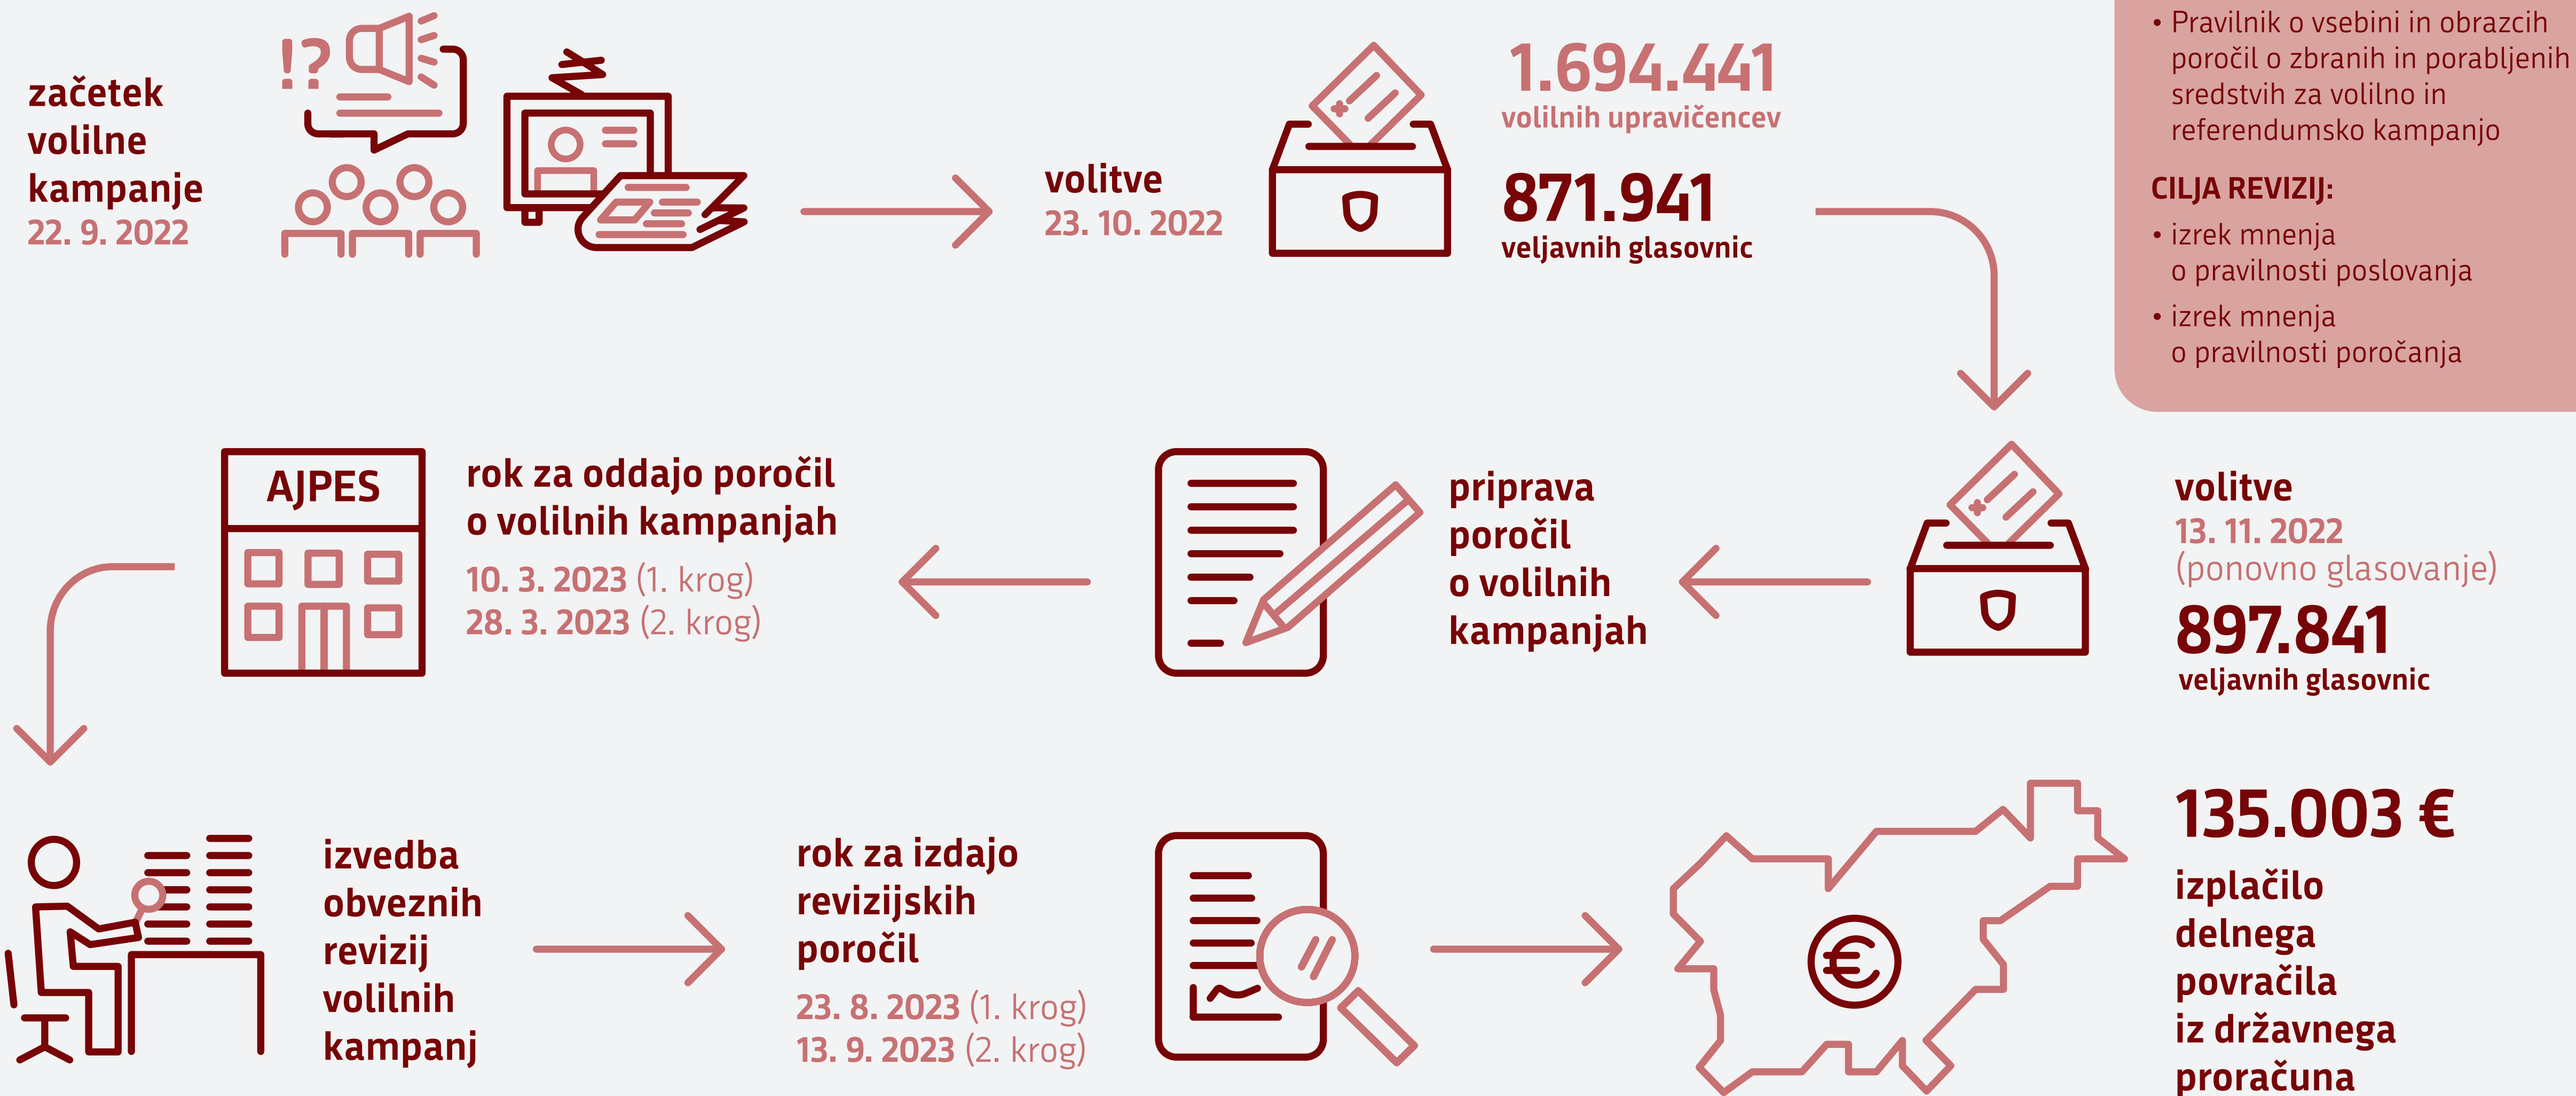 začetek
volilne
kampanje
22. 9. 2022
!?
volitve
23. 10. 2022
1.694.441
volilnih upravičencev
871.941
veljavnih glasovnic
• Pravilnik o vsebini in obrazcih
poročil o zbranih in porabljenih
sredstvih za volilno in
referendumsko kampanjo
CILJA REVIZIJ:
• izrek mnenja
o pravilnosti poslovanja
• izrek mnenja
o pravilnosti poročanja
volitve
13. 11. 2022
(ponovno glasovanje)
897.841
veljavnih glasovnic
priprava
poročil
o volilnih
kampanjah
rok za oddajo poročil
o volilnih kampanjah
10. 3. 2023 (1. krog)
28. 3. 2023 (2. krog)
AJPES
izvedba
obveznih
revizij
volilnih
kampanj
rok za izdajo
revizijskih
poročil
23. 8. 2023 (1. krog)
13. 9. 2023 (2. krog)
€
135.003 €
izplačilo
delnega
povračila
iz državnega
proračuna